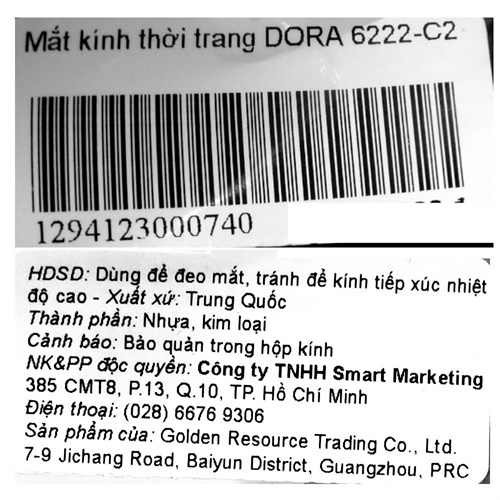 Mắt kính thời trang DORA 6222-C2
1294123000740
HDSD: Dùng để đeo mắt, tránh để kính tiếp xúc nhiệt
độ cao - Xuất xứ: Trung Quốc
Thành phần: Nhựa, kim loại
Cảnh báo: Bảo quản trong hộp kính
NK&PP độc quyền: Công ty TNHH Smart Marketing
385 CMT8, P.13, Q.10, TP. Hồ Chí Minh
Điện thoại: (028) 6676 9306
Sản phẩm của: Golden Resource Trading Co., Ltd.
7-9 Jichang Road, Baiyun District, Guangzhou, PRC